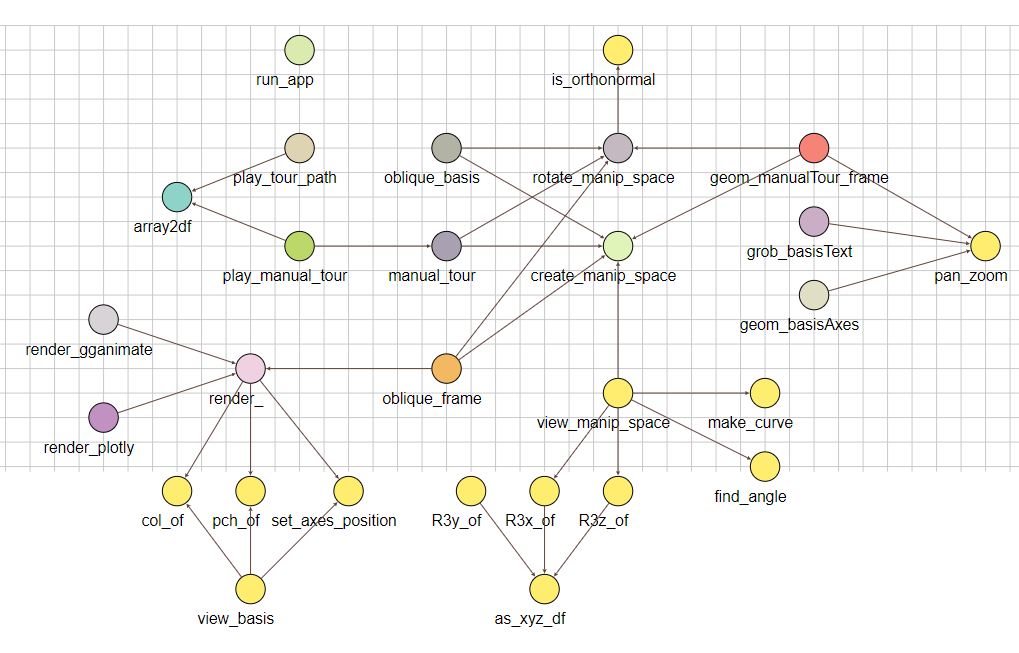 run_app
is_orthonormal
play_tour_path
oblique_basis
rotate_manip_space
geom_manualTour_frame
array2df
grob_basisText
play_manual_tour
manual_tour
create_manip_space
pan_zoom
geom_basisAxes
render_gganimate
render_
oblique_frame
view_manip_space
make_curve
render_plotly
find_angle
col_of
pch_of
set_axes_position
R3y_of
R3x_of
R3z_of
view_basis
as_xyz_df